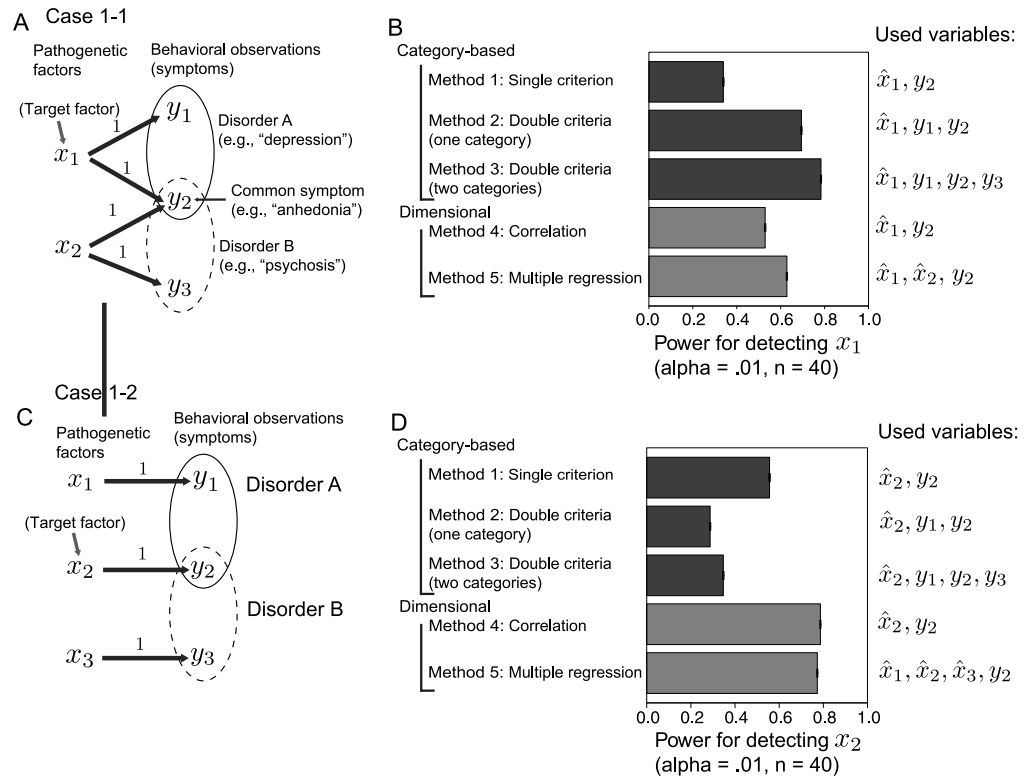 A
Case 1-1
Pathogenetic
factors
Behavioral observations
(symptoms)
(Target factor)
x₁
x₂
1
1
1
1
y₁
y₂
y₃
Disorder A
(e.g., “depression”)
Common symptom
(e.g., “anhedonia”)
Disorder B
(e.g., “psychosis”)
B
Used variables:
Category-based
Method 1: Single criterion
x̂₁, y₂
Method 2: Double criteria
(one category)
x̂₁, y₁, y₂
Method 3: Double criteria
(two categories)
x̂₁, y₁, y₂, y₃
Dimensional
Method 4: Correlation
x̂₁, y₂
Method 5: Multiple regression
x̂₁, x̂₂, y₂
0.0 0.2 0.4 0.6 0.8 1.0
Power for detecting x₁
(alpha = .01, n = 40)
Case 1-2
C
Pathogenetic
factors
Behavioral observations
(symptoms)
x₁ 1 y₁
Disorder A
(Target factor)
x₂ 1 y₂
Disorder B
x₃ 1 y₃
D
Used variables:
Category-based
Method 1: Single criterion
x̂₂, y₂
Method 2: Double criteria
(one category)
x̂₂, y₁, y₂
Method 3: Double criteria
(two categories)
x̂₂, y₁, y₂, y₃
Dimensional
Method 4: Correlation
x̂₂, y₂
Method 5: Multiple regression
x̂₁, x̂₂, x̂₃, y₂
0.0 0.2 0.4 0.6 0.8 1.0
Power for detecting x₂
(alpha = .01, n = 40)